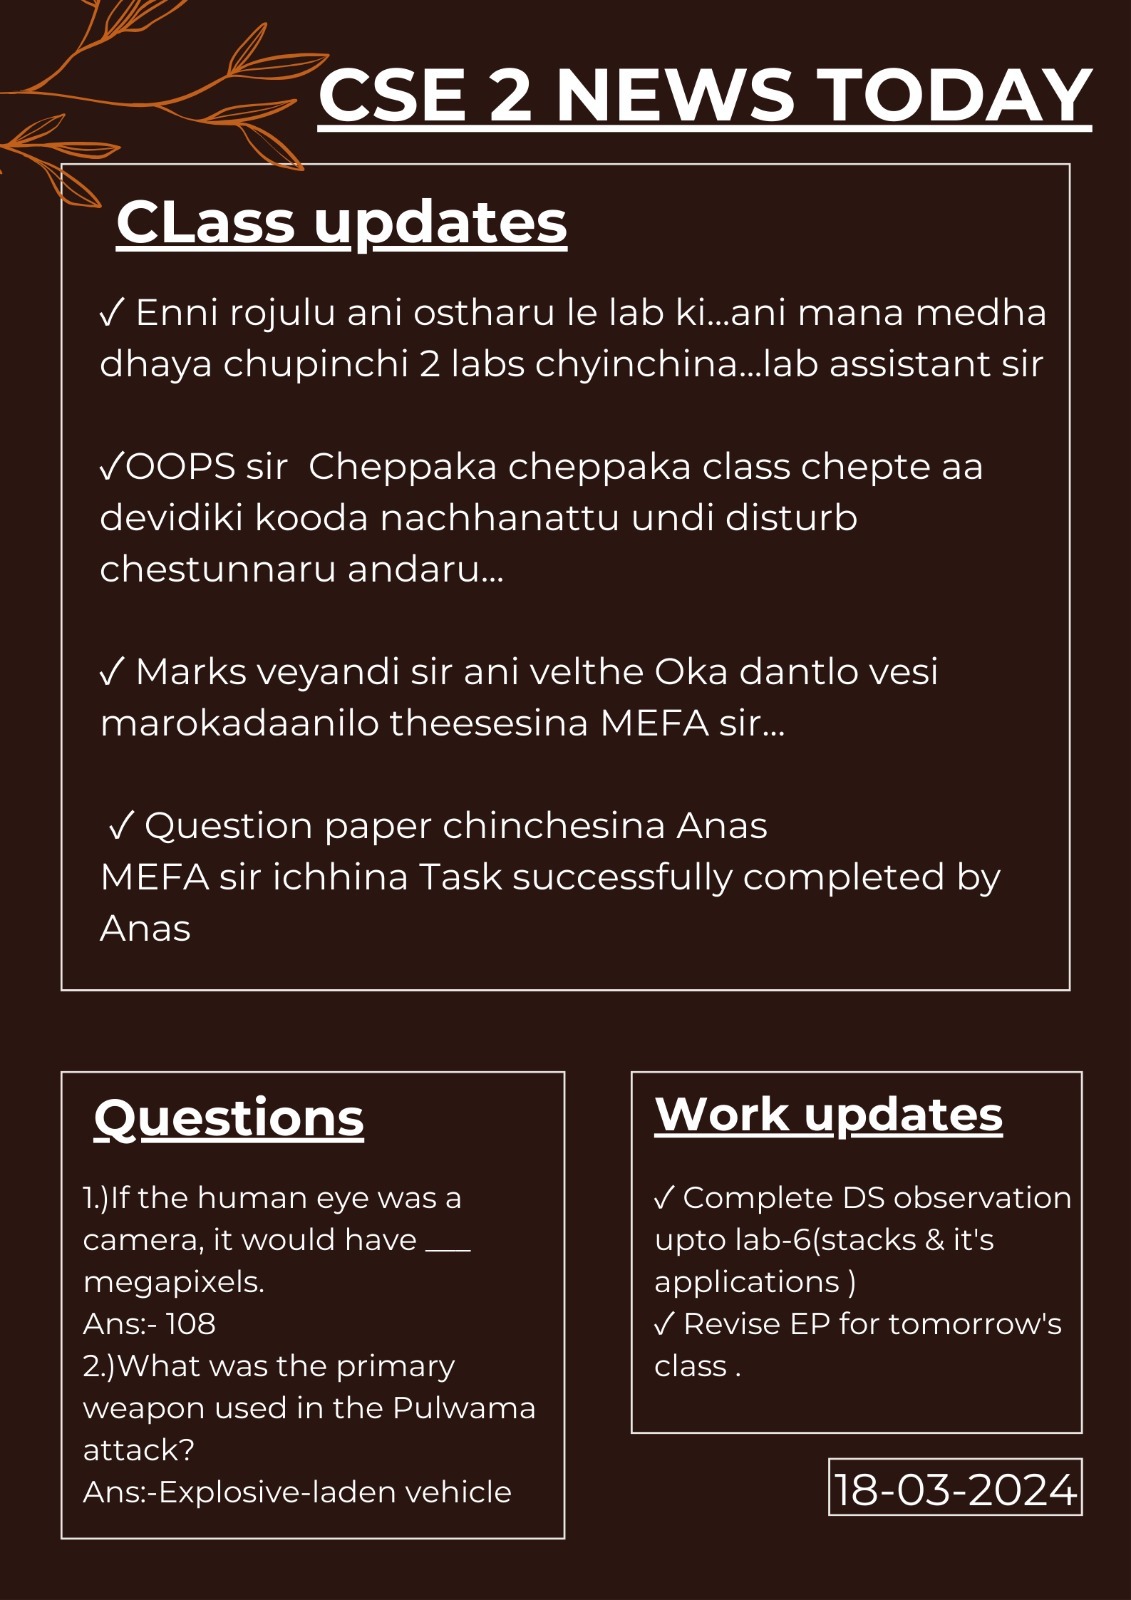 CSE 2 NEWS TODAY
CLass updates
✓ Enni rojulu ani ostharu le lab ki...ani mana medha
dhaya chupinchi 2 labs chyinchina...lab assistant sir
✓OOPS sir  Cheppaka cheppaka class chepte aa
devidiki kooda nachhanattu undi disturb
chestunnaru andaru...
✓ Marks veyandi sir ani velthe Oka dantlo vesi
marokadaanilo theesesina MEFA sir...
✓ Question paper chinchesina Anas
MEFA sir ichhina Task successfully completed by
Anas
Questions
1.)If the human eye was a
camera, it would have ___
megapixels.
Ans:- 108
2.)What was the primary
weapon used in the Pulwama
attack?
Ans:-Explosive-laden vehicle
Work updates
✓ Complete DS observation
upto lab-6(stacks & it's
applications )
✓ Revise EP for tomorrow's
class .
18-03-2024